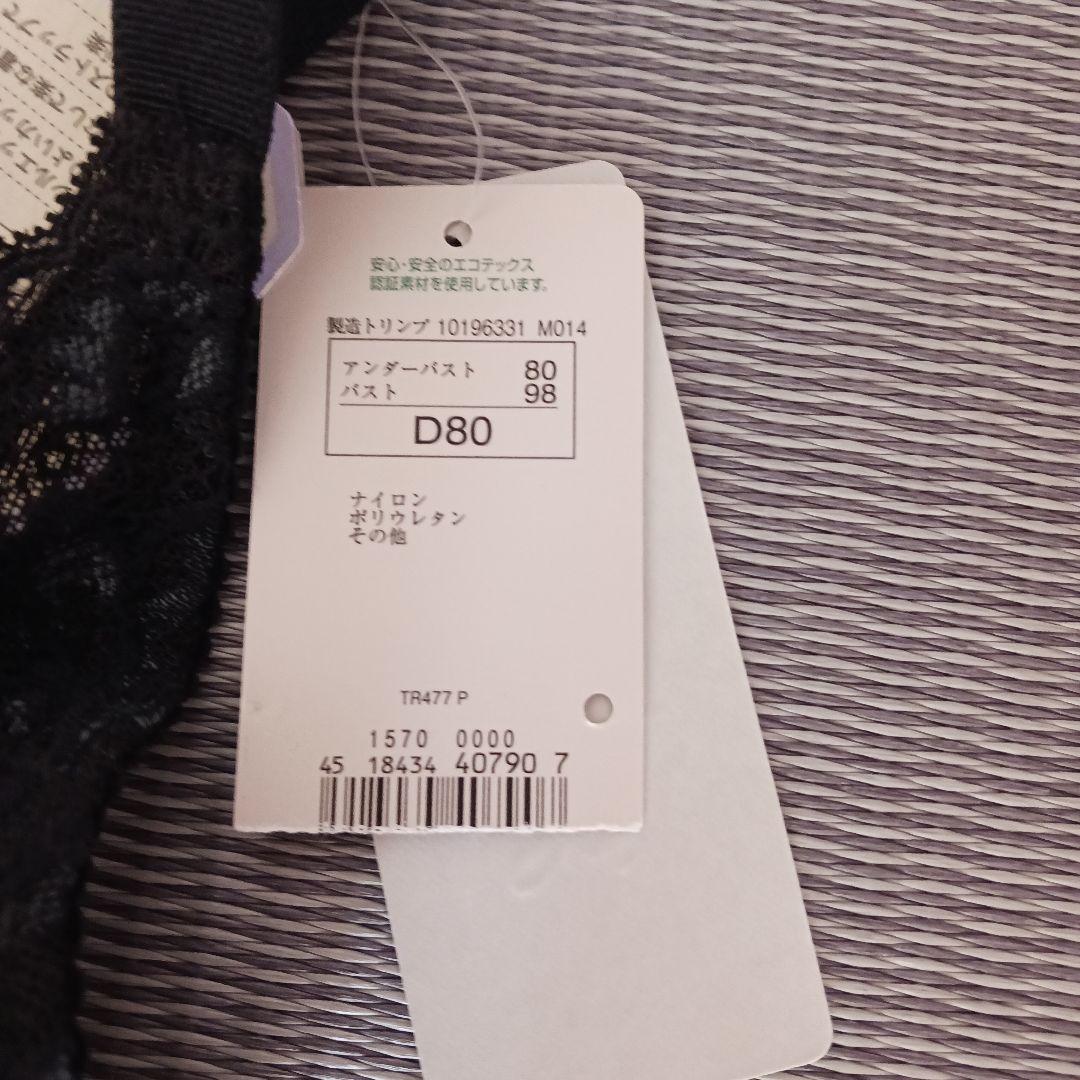 安心・安全のエコテックス
認証素材を使用しています。
製造トリンプ 10196331 M014
アンダーバスト 80
バスト 98
D80
ナイロン
ポリウレタン
その他
TR477 P
1570 0000
45 18434 40790 7